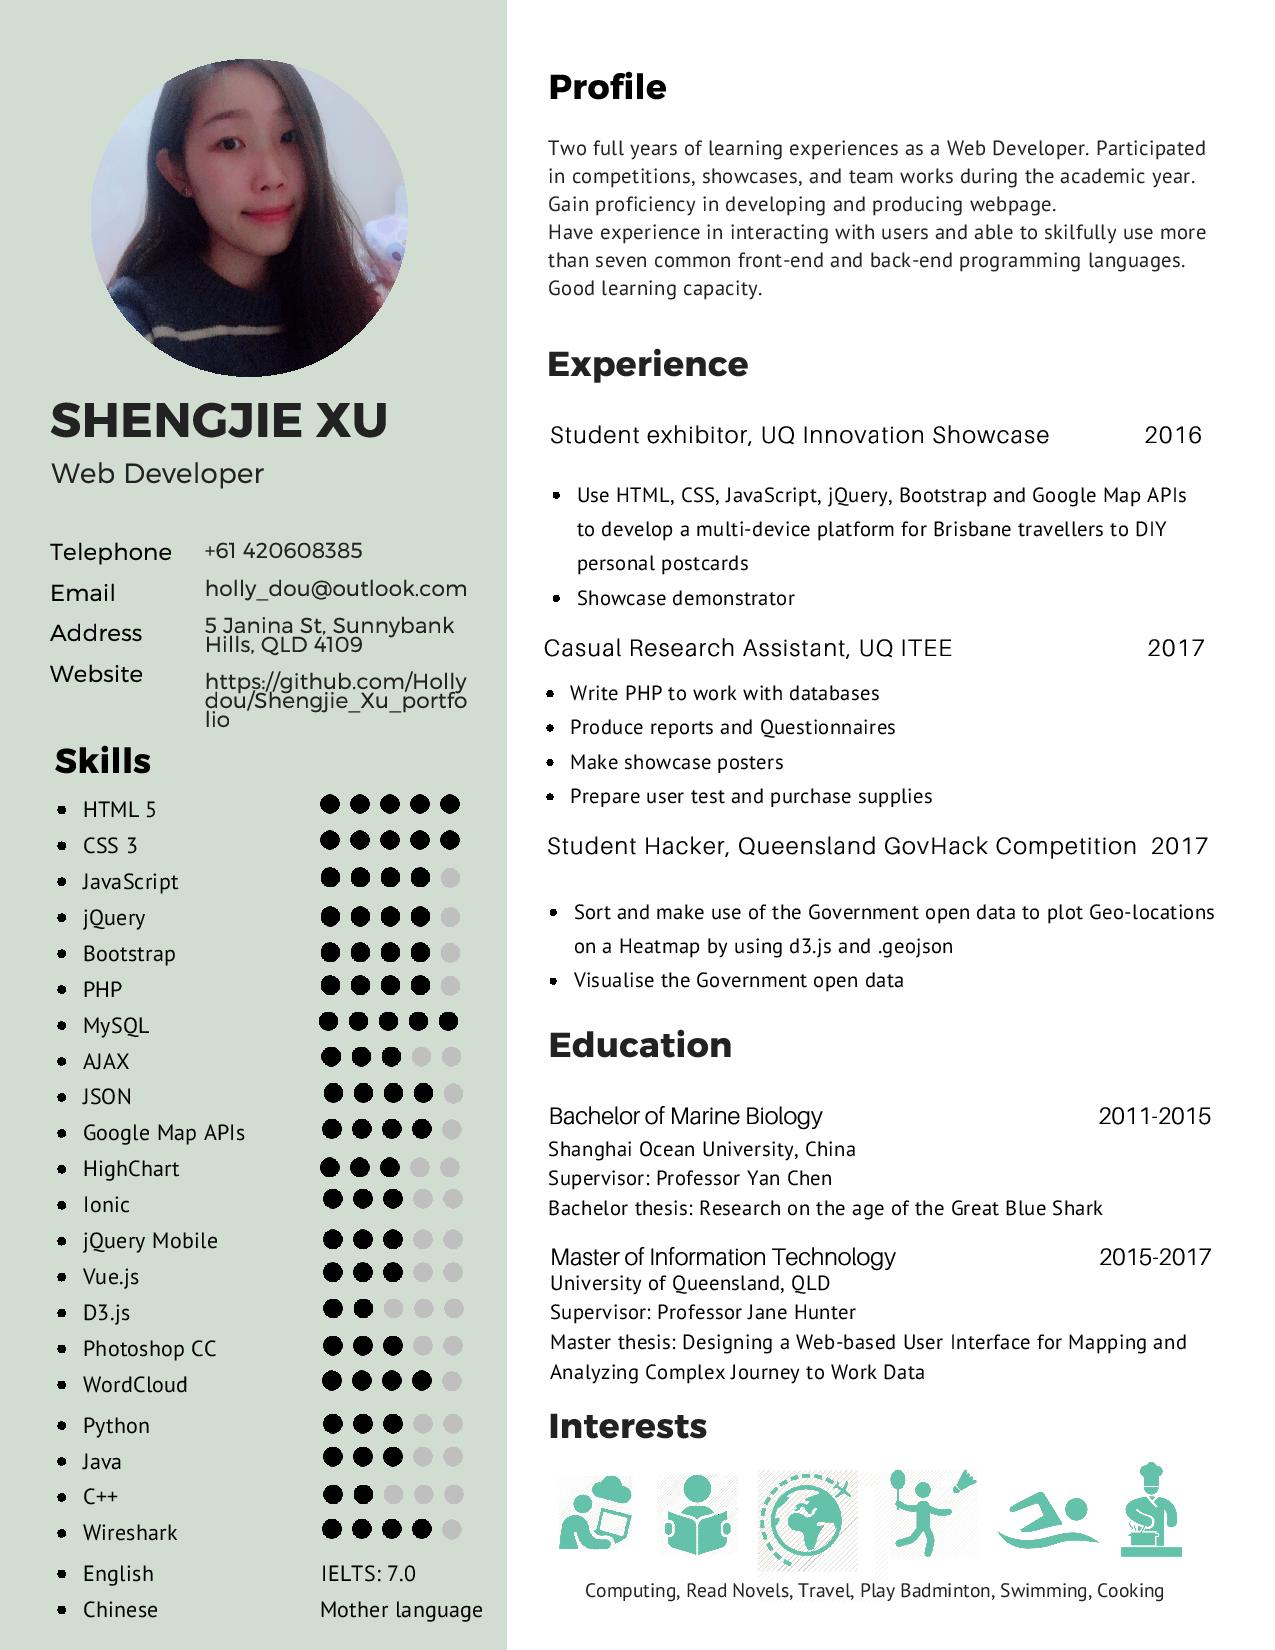 SHENGJIE XU
Web Developer
Telephone +61 420608385
Email holly_dou@outlook.com
Address 5 Janina St, Sunnybank
Hills, QLD 4109
Website https://github.com/Holly
dou/Shengjie_Xu_portfo
lio
Skills
HTML 5
CSS 3
JavaScript
jQuery
Bootstrap
PHP
MySQL
AJAX
JSON
Google Map APIs
HighChart
Ionic
jQuery Mobile
Vue.js
D3.js
Photoshop CC
WordCloud
Python
Java
C++
Wireshark
English IELTS: 7.0
Chinese Mother language
Profile
Two full years of learning experiences as a Web Developer. Participated
in competitions, showcases, and team works during the academic year.
Gain proficiency in developing and producing webpage.
Have experience in interacting with users and able to skilfully use more
than seven common front-end and back-end programming languages.
Good learning capacity.
Experience
Student exhibitor, UQ Innovation Showcase 2016
Use HTML, CSS, JavaScript, jQuery, Bootstrap and Google Map APIs
to develop a multi-device platform for Brisbane travellers to DIY
personal postcards
Showcase demonstrator
Casual Research Assistant, UQ ITEE 2017
Write PHP to work with databases
Produce reports and Questionnaires
Make showcase posters
Prepare user test and purchase supplies
Student Hacker, Queensland GovHack Competition 2017
Sort and make use of the Government open data to plot Geo-locations
on a Heatmap by using d3.js and .geojson
Visualise the Government open data
Education
Bachelor of Marine Biology 2011-2015
Shanghai Ocean University, China
Supervisor: Professor Yan Chen
Bachelor thesis: Research on the age of the Great Blue Shark
Master of Information Technology 2015-2017
University of Queensland, QLD
Supervisor: Professor Jane Hunter
Master thesis: Designing a Web-based User Interface for Mapping and
Analyzing Complex Journey to Work Data
Interests
Computing, Read Novels, Travel, Play Badminton, Swimming, Cooking